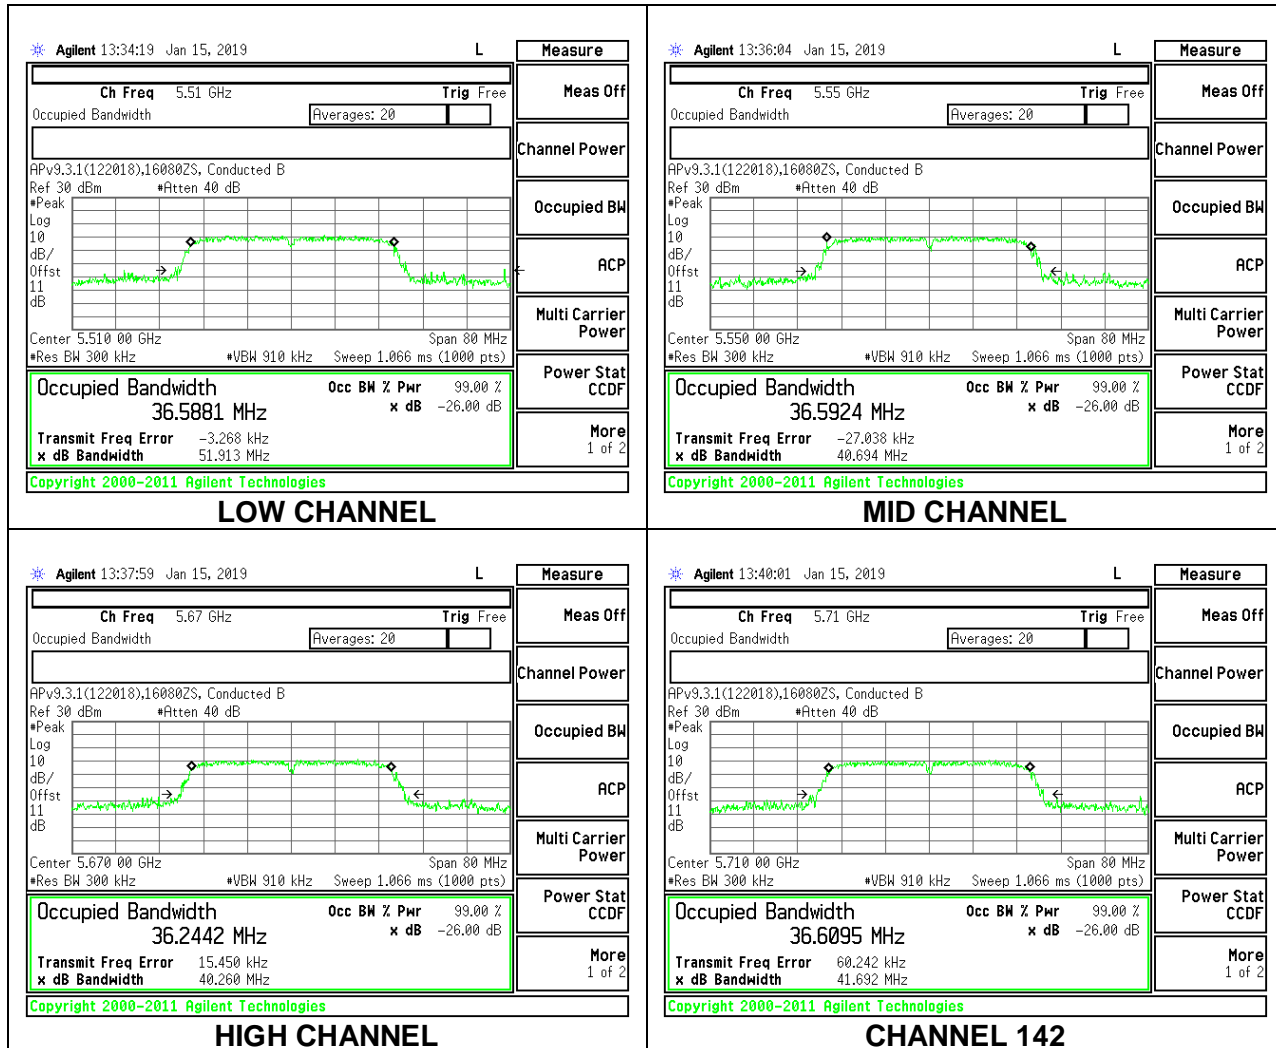 Agilent 13:34:19 Jan 15, 2019 L Measure
Ch Freq 5.51 GHz Trig Free
Meas Off
Occupied Bandwidth Averages: 20
Channel Power
APv9.3.1(122018),16080ZS, Conducted B
Ref 30 dBm #Atten 40 dB
#Peak
Log
10
dB/
Offst
11
dB
Occupied BW
ACP
Multi Carrier
Power
Center 5.510 00 GHz Span 80 MHz
#Res BW 300 kHz #VBW 910 kHz Sweep 1.066 ms (1000 pts)
Power Stat
CCDF
Occupied Bandwidth Occ BW % Pwr 99.00 %
36.5881 MHz x dB -26.00 dB
Transmit Freq Error -3.268 kHz
x dB Bandwidth 51.913 MHz
More
1 of 2
Copyright 2000-2011 Agilent Technologies
LOW CHANNEL
Agilent 13:36:04 Jan 15, 2019 L Measure
Ch Freq 5.55 GHz Trig Free
Meas Off
Occupied Bandwidth Averages: 20
Channel Power
APv9.3.1(122018),16080ZS, Conducted B
Ref 30 dBm #Atten 40 dB
#Peak
Log
10
dB/
Offst
11
dB
Occupied BW
ACP
Multi Carrier
Power
Center 5.550 00 GHz Span 80 MHz
#Res BW 300 kHz #VBW 910 kHz Sweep 1.066 ms (1000 pts)
Power Stat
CCDF
Occupied Bandwidth Occ BW % Pwr 99.00 %
36.5924 MHz x dB -26.00 dB
Transmit Freq Error -27.038 kHz
x dB Bandwidth 40.694 MHz
More
1 of 2
Copyright 2000-2011 Agilent Technologies
MID CHANNEL
Agilent 13:37:59 Jan 15, 2019 L Measure
Ch Freq 5.67 GHz Trig Free
Meas Off
Occupied Bandwidth Averages: 20
Channel Power
APv9.3.1(122018),16080ZS, Conducted B
Ref 30 dBm #Atten 40 dB
#Peak
Log
10
dB/
Offst
11
dB
Occupied BW
ACP
Multi Carrier
Power
Center 5.670 00 GHz Span 80 MHz
#Res BW 300 kHz #VBW 910 kHz Sweep 1.066 ms (1000 pts)
Power Stat
CCDF
Occupied Bandwidth Occ BW % Pwr 99.00 %
36.2442 MHz x dB -26.00 dB
Transmit Freq Error 15.450 kHz
x dB Bandwidth 40.260 MHz
More
1 of 2
Copyright 2000-2011 Agilent Technologies
HIGH CHANNEL
Agilent 13:40:01 Jan 15, 2019 L Measure
Ch Freq 5.71 GHz Trig Free
Meas Off
Occupied Bandwidth Averages: 20
Channel Power
APv9.3.1(122018),16080ZS, Conducted B
Ref 30 dBm #Atten 40 dB
#Peak
Log
10
dB/
Offst
11
dB
Occupied BW
ACP
Multi Carrier
Power
Center 5.710 00 GHz Span 80 MHz
#Res BW 300 kHz #VBW 910 kHz Sweep 1.066 ms (1000 pts)
Power Stat
CCDF
Occupied Bandwidth Occ BW % Pwr 99.00 %
36.6095 MHz x dB -26.00 dB
Transmit Freq Error 60.242 kHz
x dB Bandwidth 41.692 MHz
More
1 of 2
Copyright 2000-2011 Agilent Technologies
CHANNEL 142